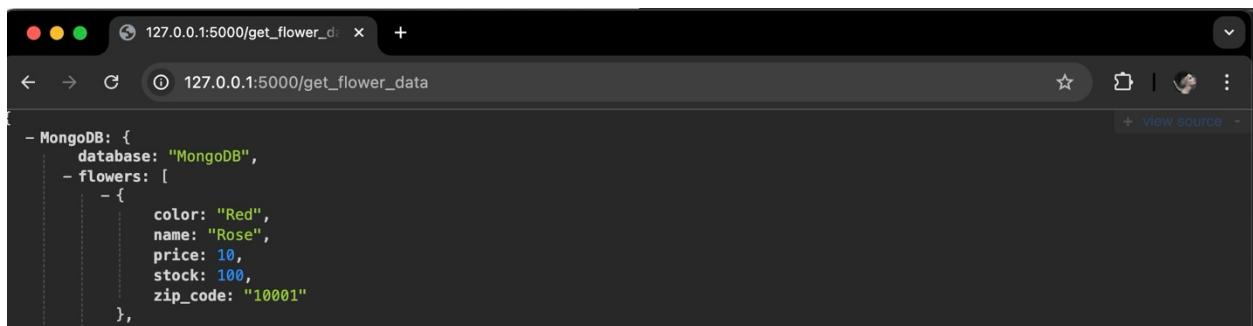 127.0.0.1:5000/get_flower_da
127.0.0.1:5000/get_flower_data
{
+ view source -
– MongoDB: {
database: "MongoDB",
– flowers: [
– {
color: "Red",
name: "Rose",
price: 10,
stock: 100,
zip_code: "10001"
},